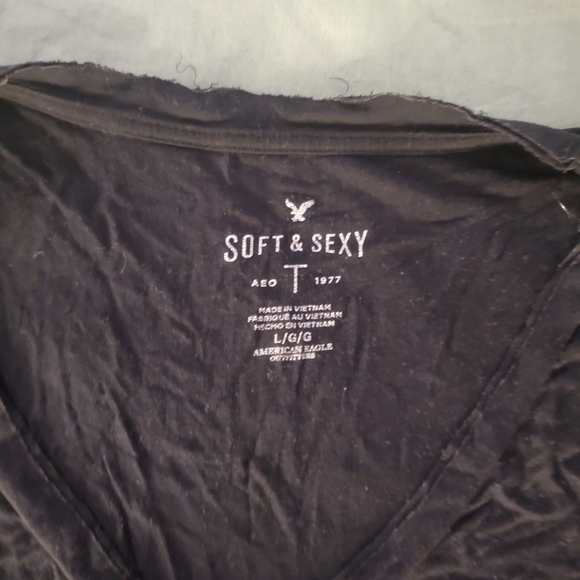 SOFT & SEXY
AEO T 1977
MADE IN VIETNAM
FABRIQUÉ AU VIETNAM
HECHO EN VIETNAM
L/G/G
AMERICAN EAGLE
OUTFITTERS